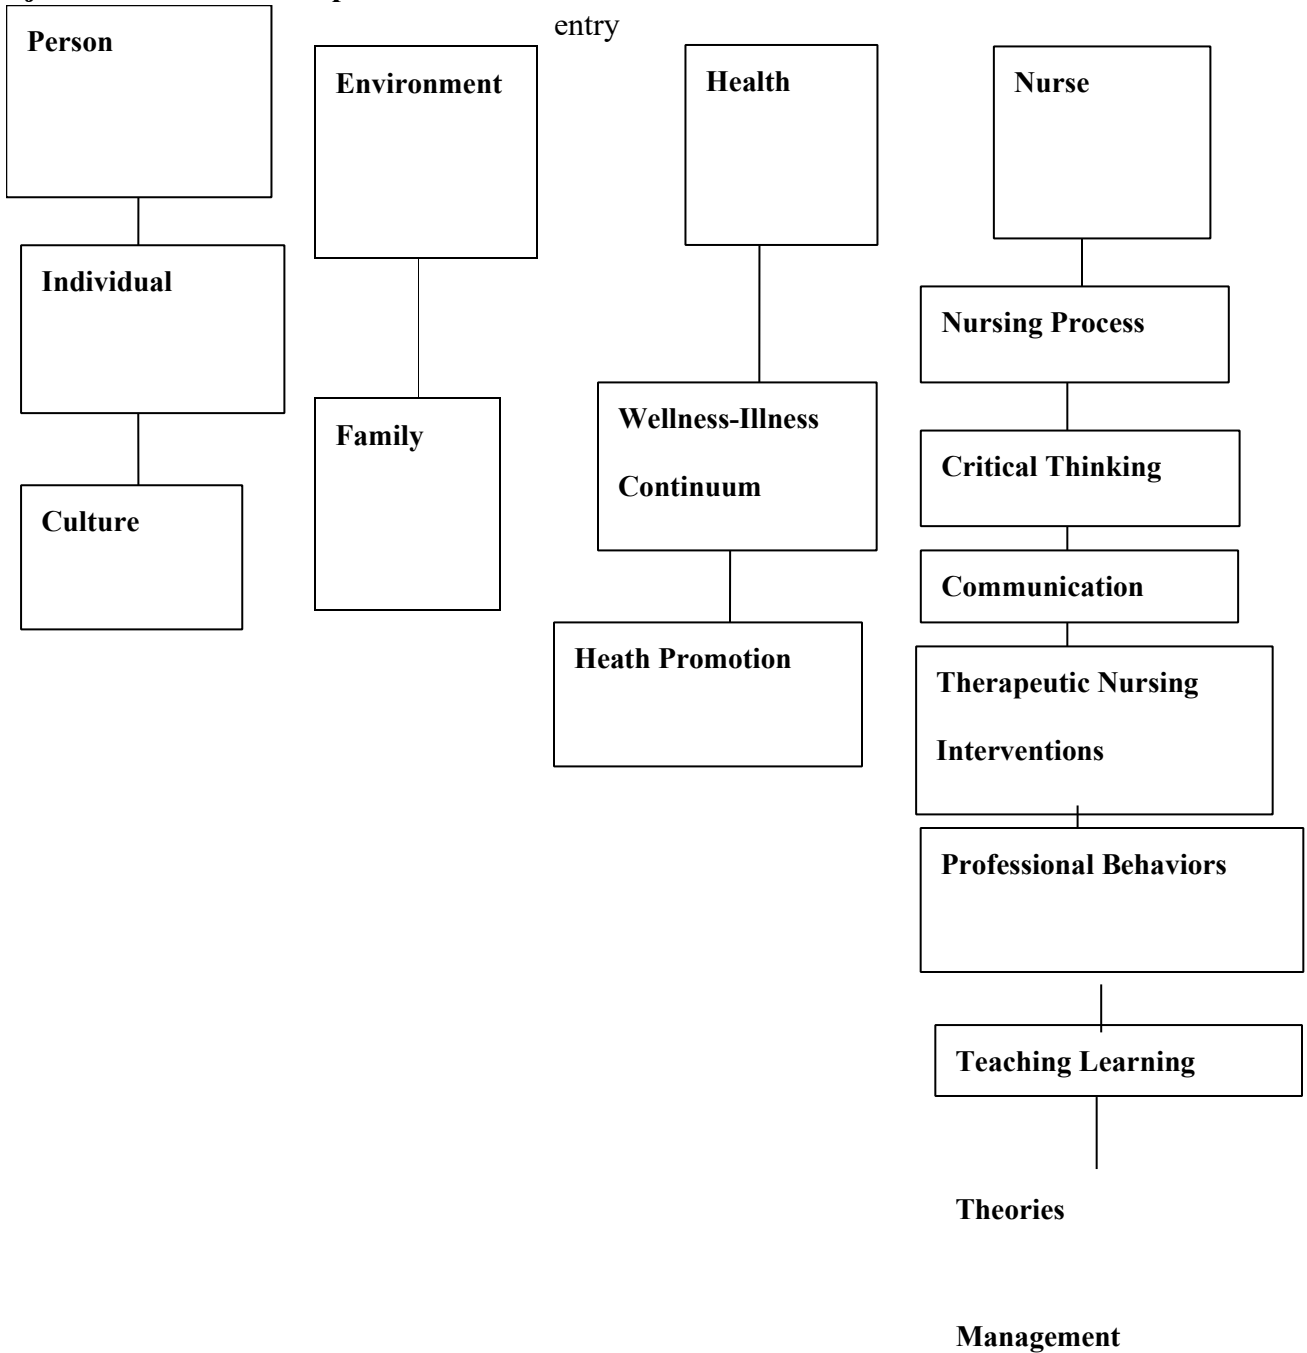 entry
Person
Individual
Culture
Environment
Family
Health
Wellness-Illness
Continuum
Heath Promotion
Nurse
Nursing Process
Critical Thinking
Communication
Therapeutic Nursing
Interventions
Professional Behaviors
Teaching Learning
Theories
Management